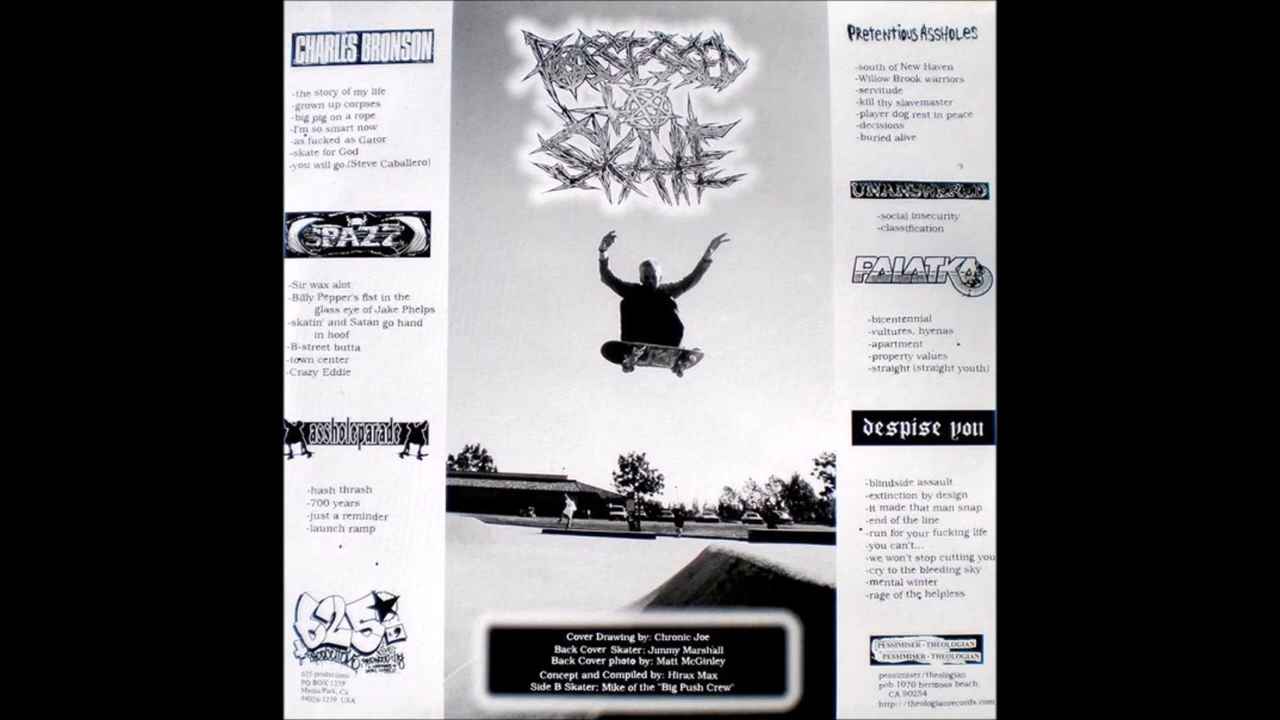 CHARLES BRONSON
-the story of my life
-grown up corpses
-big pig on a rope
-I'm so smart now
-as fucked as Gator
-skate for God
-you will go.(Steve Caballero)
SPAZZ
-Sir wax alot
-Billy Pepper's fist in the
glass eye of Jake Phelps
-skatin' and Satan go hand
in hoof
-B-street butta
-town center
-Crazy Eddie
assholeparade
-hash thrash
-700 years
-just a reminder
-launch ramp
625
625 productions
PO BOX 1239
Menlo Park, Ca
94026-1239 USA
POSSESSED
TO
SKATE
Cover Drawing by: Chronic Joe
Back Cover Skater: Jimmy Marshall
Back Cover photo by: Matt McGinley
Concept and Compiled by: Hirax Max
Side B Skater: Mike of the "Big Push Crew"
Pretentious Assholes
-south of New Haven
-Willow Brook warriors
-servitude
-kill thy slavemaster
-player dog rest in peace
-decisions
-buried alive
UNANSWERED
-social insecurity
-classification
PALATKA
-bicentennial
-vultures, hyenas
-apartment
-property values
-straight (straight youth)
despise you
-blindside assault
-extinction by design
-it made that man snap
-end of the line
-run for your fucking life
-you can't...
-we won't stop cutting you
-cry to the bleeding sky
-mental winter
-rage of the helpless
PESSIMISER-THEOLOGIAN
PESSIMISER-THEOLOGIAN
pessimiser/theologian
pob 1070 hermosa beach,
CA 90254
http://theologianrecords.com